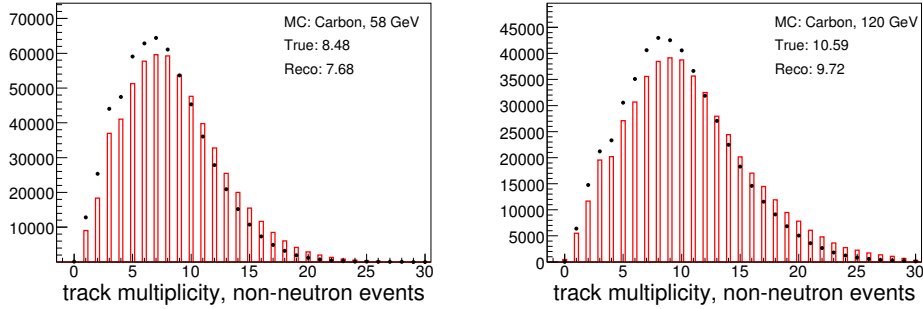 70000
60000
50000
40000
30000
20000
10000
0
0 5 10 15 20 25 30
track multiplicity, non-neutron events
MC: Carbon, 58 GeV
True: 8.48
Reco: 7.68
45000
40000
35000
30000
25000
20000
15000
10000
5000
0
0 5 10 15 20 25 30
track multiplicity, non-neutron events
MC: Carbon, 120 GeV
True: 10.59
Reco: 9.72